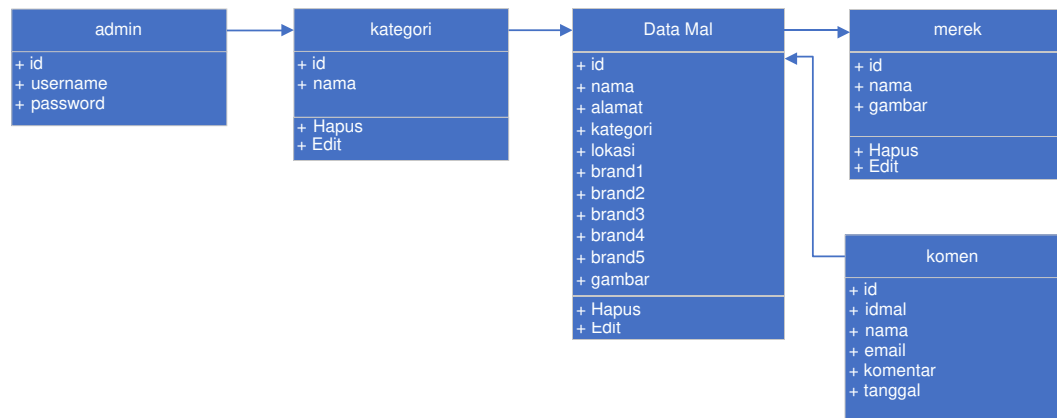 admin
+ id
+ username
+ password
kategori
+ id
+ nama
+ Hapus
+ Edit
Data Mal
+ id
+ nama
+ alamat
+ kategori
+ lokasi
+ brand1
+ brand2
+ brand3
+ brand4
+ brand5
+ gambar
+ Hapus
+ Edit
merek
+ id
+ nama
+ gambar
+ Hapus
+ Edit
komen
+ id
+ idmal
+ nama
+ email
+ komentar
+ tanggal